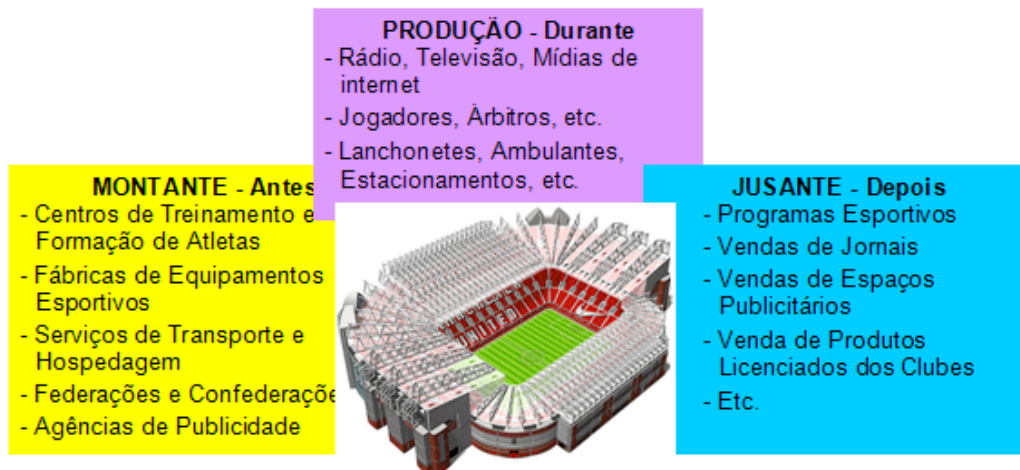 PRODUÇÃO - Durante
- Rádio, Televisão, Mídias de
internet
- Jogadores, Árbitros, etc.
- Lanchonetes, Ambulantes,
Estacionamentos, etc.
MONTANTE - Antes
- Centros de Treinamento e
Formação de Atletas
- Fábricas de Equipamentos
Esportivos
- Serviços de Transporte e
Hospedagem
- Federações e Confederaçõe
- Agências de Publicidade
JUSANTE - Depois
- Programas Esportivos
- Vendas de Jornais
- Vendas de Espaços
Publicitários
- Venda de Produtos
Licenciados dos Clubes
- Etc.
UNITED